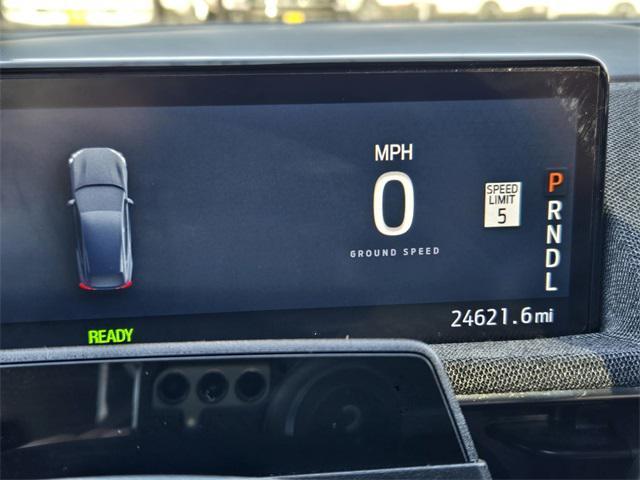 MPH
0
GROUND SPEED
SPEED
LIMIT
5
P
R
N
D
L
24621.6 mi
READY